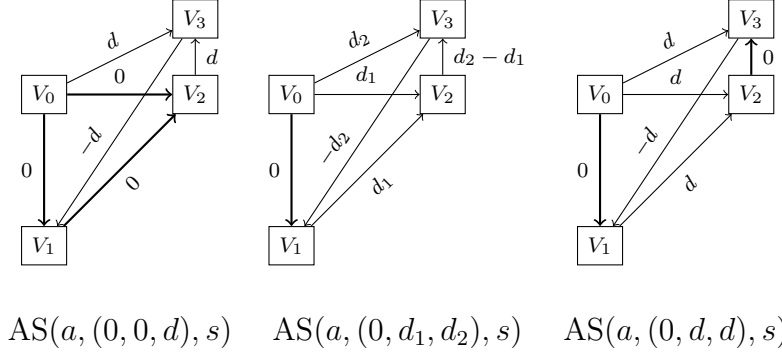 V₃ V₃ V₃
d d₂ d
0 d d₁ d₂ − d₁ d 0
V₀ V₂ V₀ V₂ V₀ V₂
−d −d₂ −d
0 0 0 d₁ 0 d
V₁ V₁ V₁
AS(a, (0, 0, d), s) AS(a, (0, d₁, d₂), s) AS(a, (0, d, d), s)